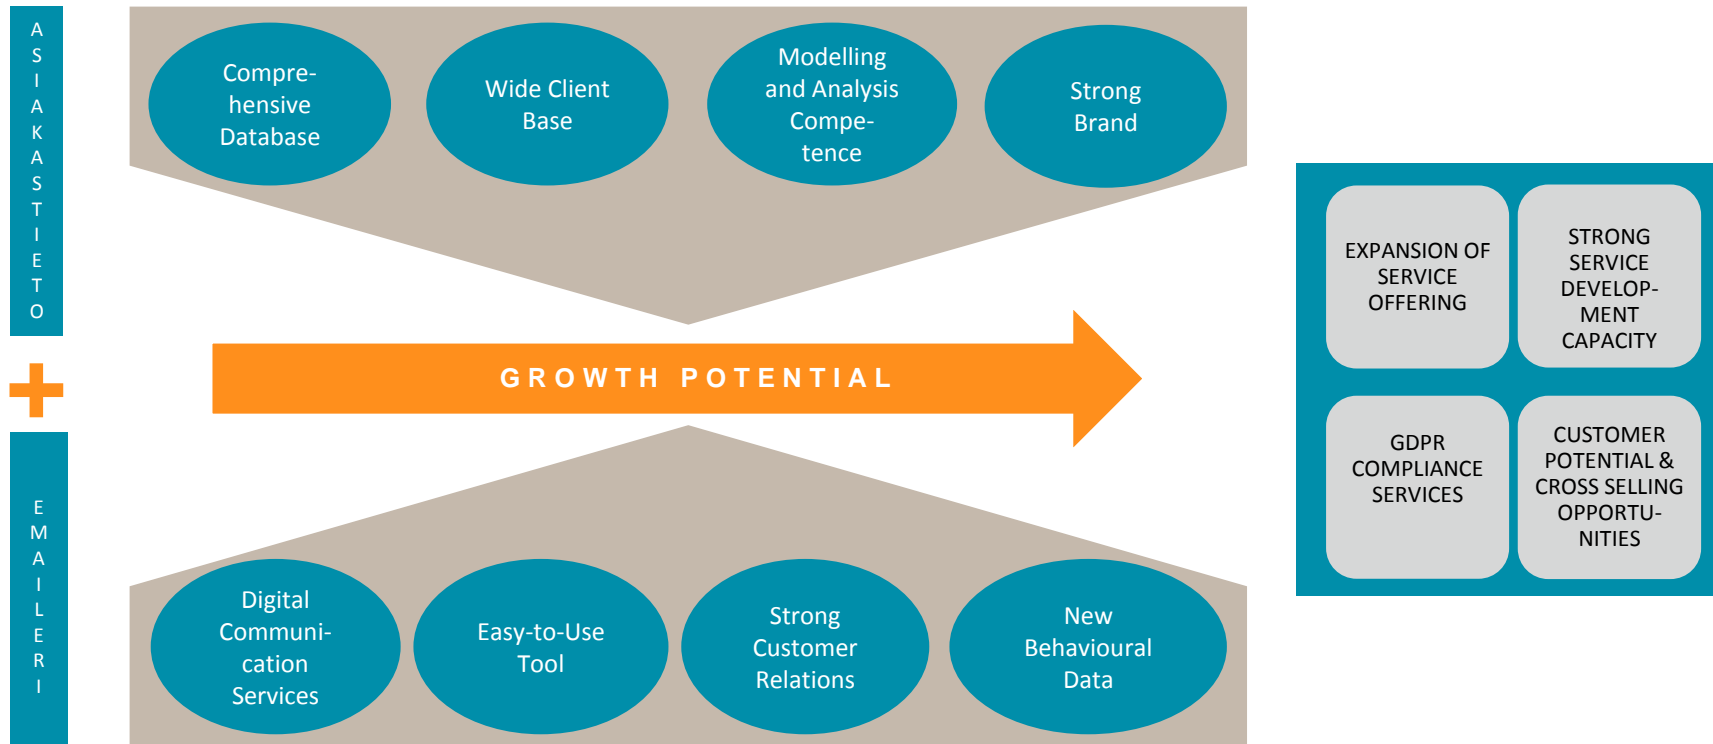 ASIAKASTIETO
Compre-
hensive
Database
Wide Client
Base
Modelling
and Analysis
Compe-
tence
Strong
Brand
GROWTH POTENTIAL
EMAILERI
Digital
Communi-
cation
Services
Easy-to-Use
Tool
Strong
Customer
Relations
New
Behavioural
Data
EXPANSION OF
SERVICE
OFFERING
STRONG
SERVICE
DEVELOP-
MENT
CAPACITY
GDPR
COMPLIANCE
SERVICES
CUSTOMER
POTENTIAL &
CROSS SELLING
OPPORTU-
NITIES